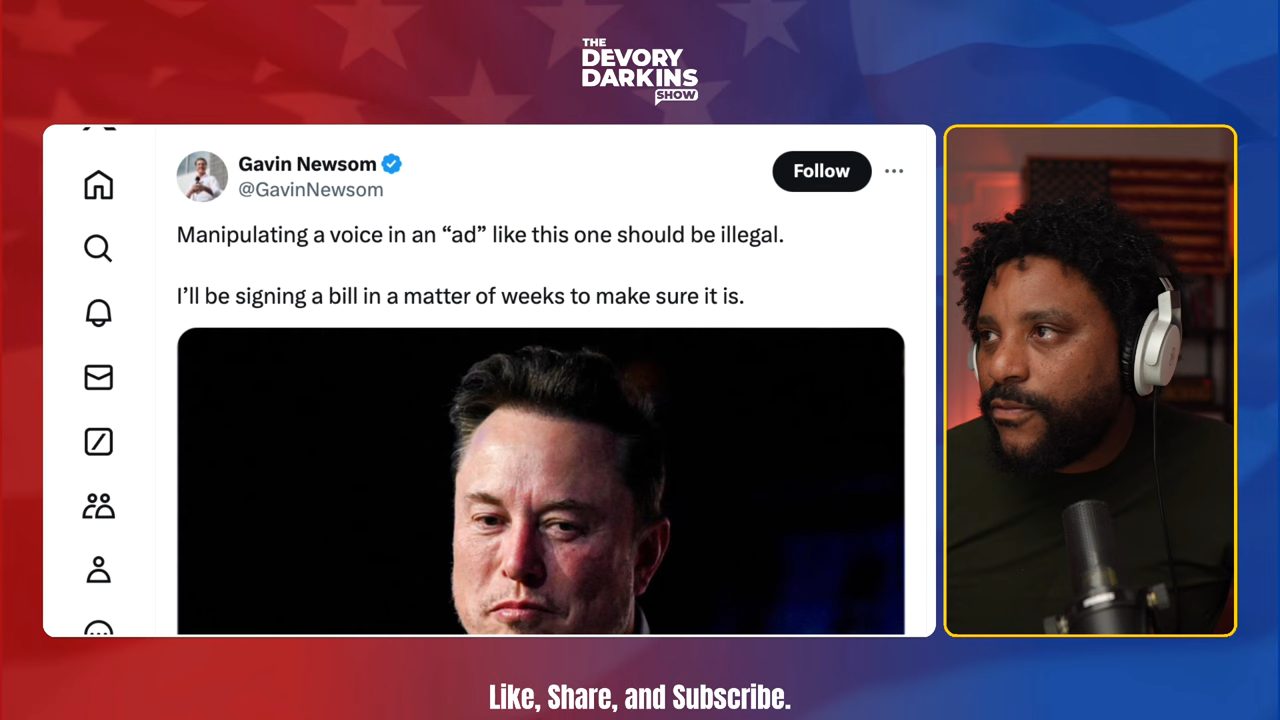 THE
DEVORY
DARKINS
SHOW
Gavin Newsom
@GavinNewsom
Follow
Manipulating a voice in an “ad” like this one should be illegal.
I’ll be signing a bill in a matter of weeks to make sure it is.
Like, Share, and Subscribe.